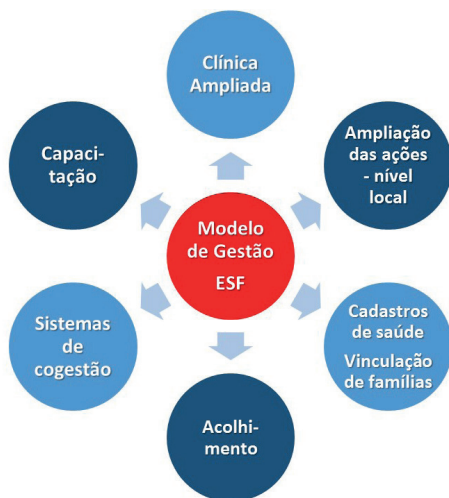 Clínica
Ampliada
Capaci-
tação
Ampliação
das ações
- nível
local
Modelo
de Gestão
ESF
Sistemas
de
cogestão
Cadastros
de saúde
Vinculação
de famílias
Acolhi-
mento